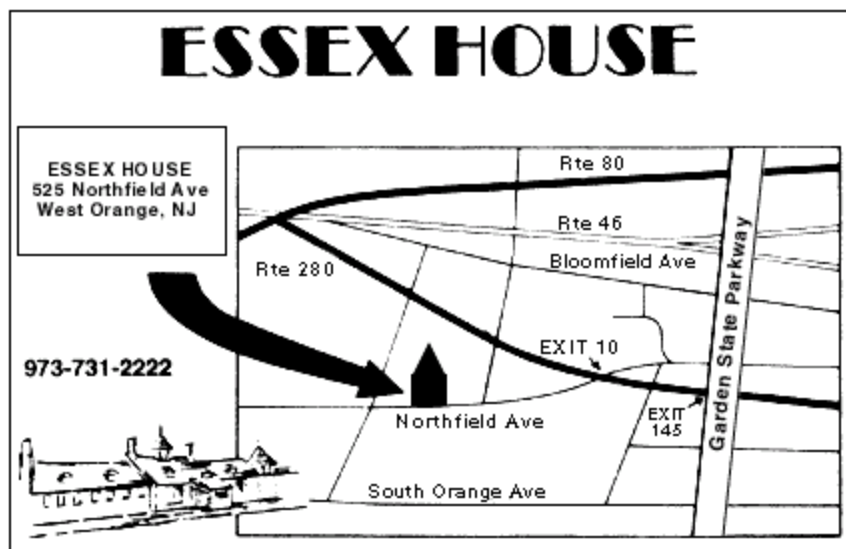 ESSEX HOUSE
ESSEX HOUSE
525 Northfield Ave
West Orange, NJ
973-731-2222
Rte 80
Rte 46
Bloomfield Ave
Rte 280
EXIT 10
Northfield Ave
EXIT
145
South Orange Ave
Garden State Parkway